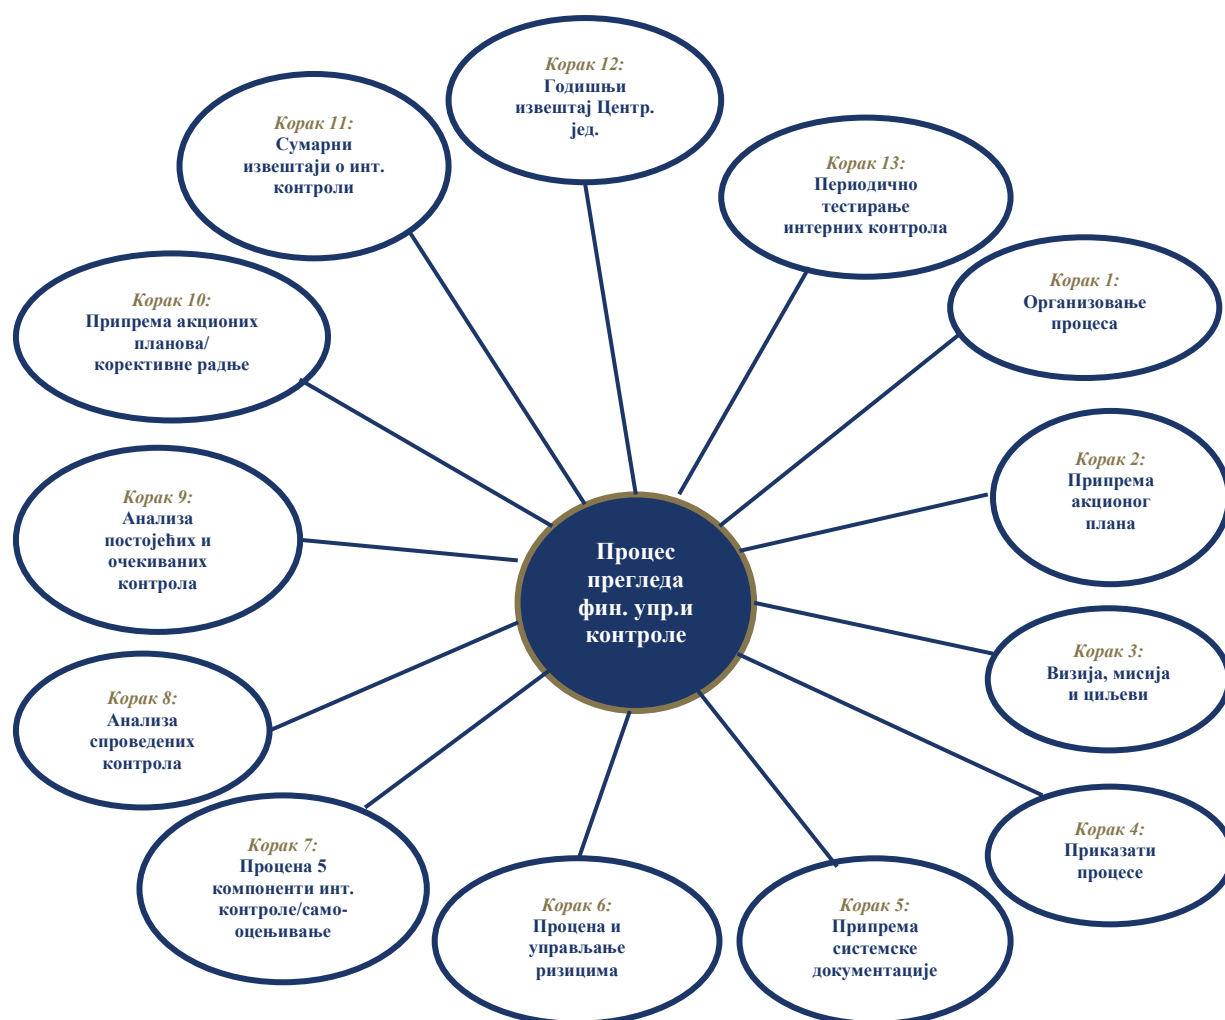 Корак 12:
Годишњи
извештај Центр.
јед.
Корак 11:
Сумарни
извештаји о инт.
контроли
Корак 13:
Периодично
тестирање
интерних контрола
Корак 10:
Припрема акционих
планова/
корективне радње
Корак 1:
Организовање
процеса
Корак 2:
Припрема
акционог
плана
Корак 9:
Анализа
постојећих и
очекиваних
контрола
Процес
прегледа
фин. упр.и
контроле
Корак 3:
Визија, мисија
и циљеви
Корак 8:
Анализа
спроведених
контрола
Корак 4:
Приказати
процесе
Корак 7:
Процена 5
компоненти инт.
контроле/само-
оцењивање
Корак 6:
Процена и
управљање
ризицима
Корак 5:
Припрема
системске
документације